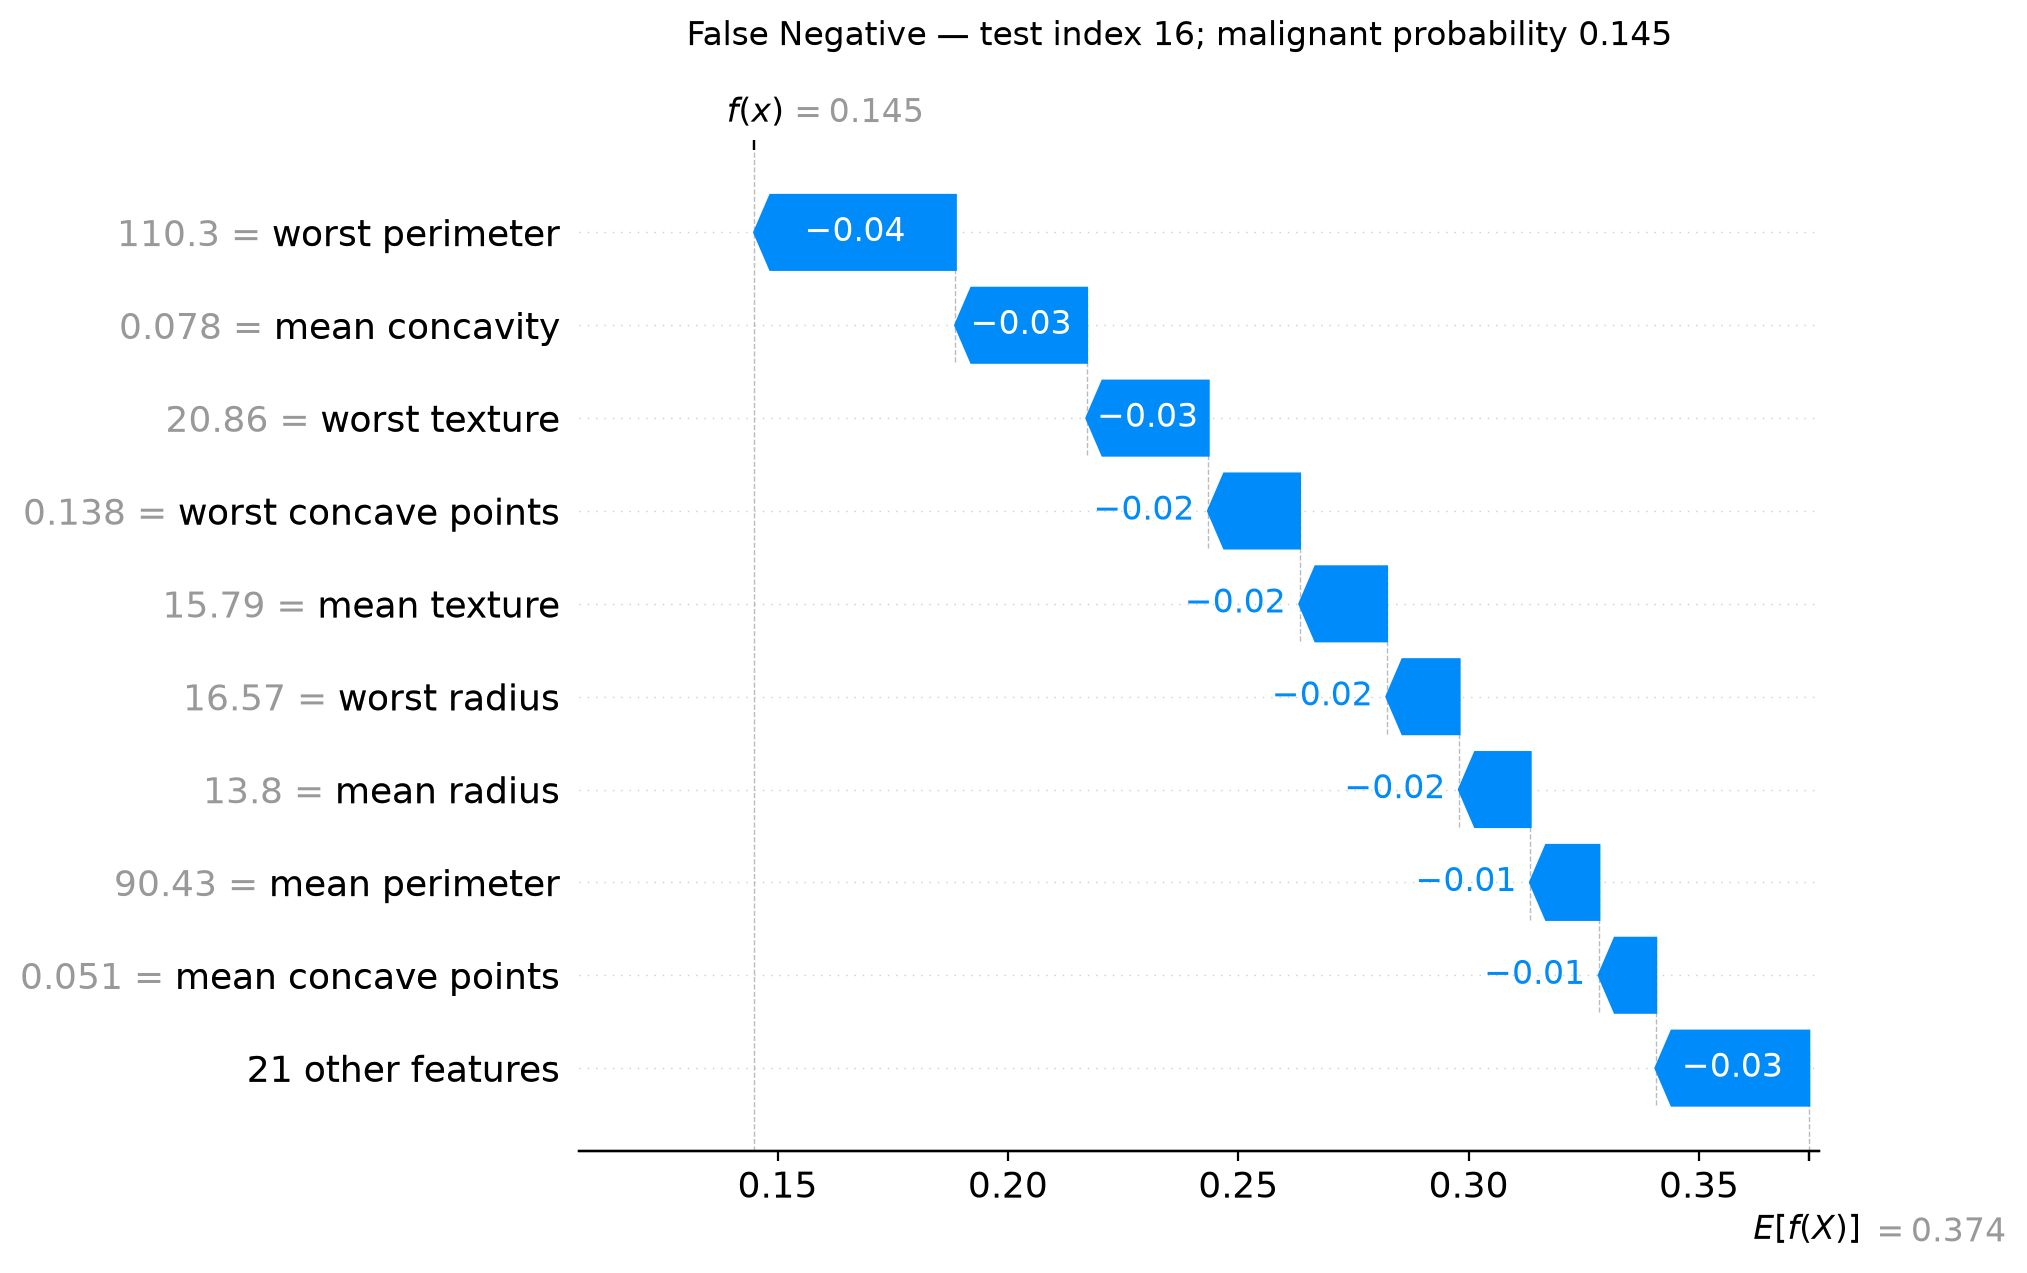 False Negative — test index 16; malignant probability 0.145
f(x) = 0.145
110.3 = worst perimeter −0.04
0.078 = mean concavity −0.03
20.86 = worst texture −0.03
0.138 = worst concave points −0.02
15.79 = mean texture −0.02
16.57 = worst radius −0.02
13.8 = mean radius −0.02
90.43 = mean perimeter −0.01
0.051 = mean concave points −0.01
21 other features −0.03
0.15 0.20 0.25 0.30 0.35
E[f(X)] = 0.374